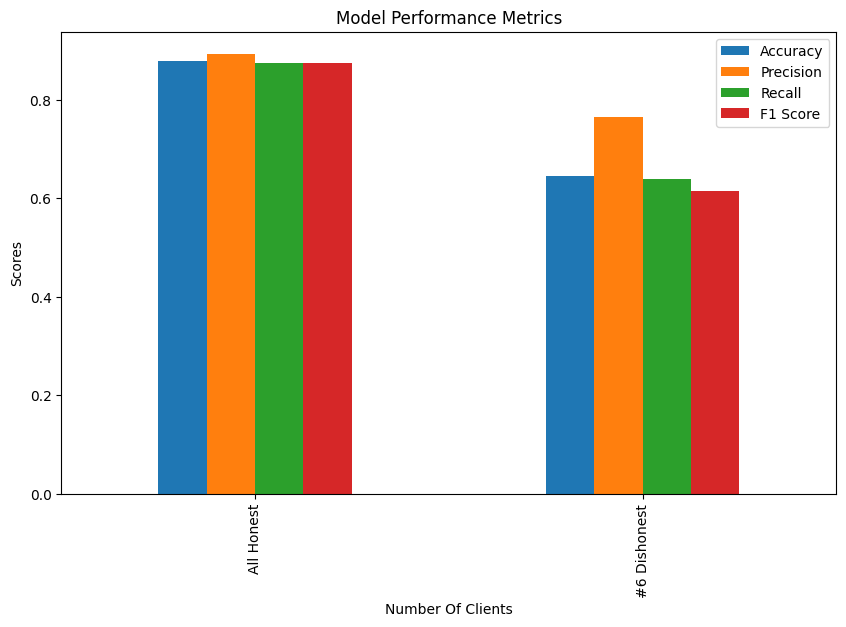 Model Performance Metrics
Accuracy
Precision
Recall
F1 Score
Scores
0.8
0.6
0.4
0.2
0.0
All Honest
#6 Dishonest
Number Of Clients